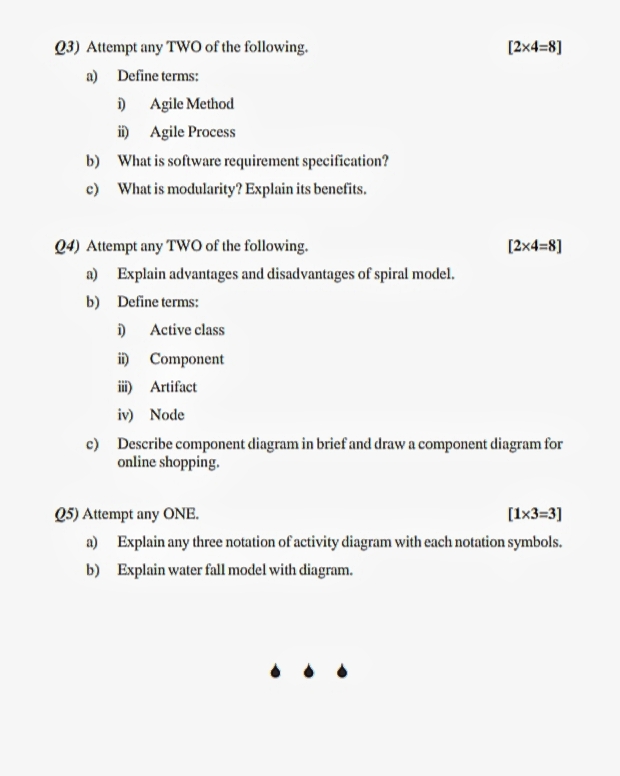 Q3) Attempt any TWO of the following. [2×4=8]
a) Define terms:
i) Agile Method
ii) Agile Process
b) What is software requirement specification?
c) What is modularity? Explain its benefits.
Q4) Attempt any TWO of the following. [2×4=8]
a) Explain advantages and disadvantages of spiral model.
b) Define terms:
i) Active class
ii) Component
iii) Artifact
iv) Node
c) Describe component diagram in brief and draw a component diagram for
online shopping.
Q5) Attempt any ONE. [1×3=3]
a) Explain any three notation of activity diagram with each notation symbols.
b) Explain water fall model with diagram.